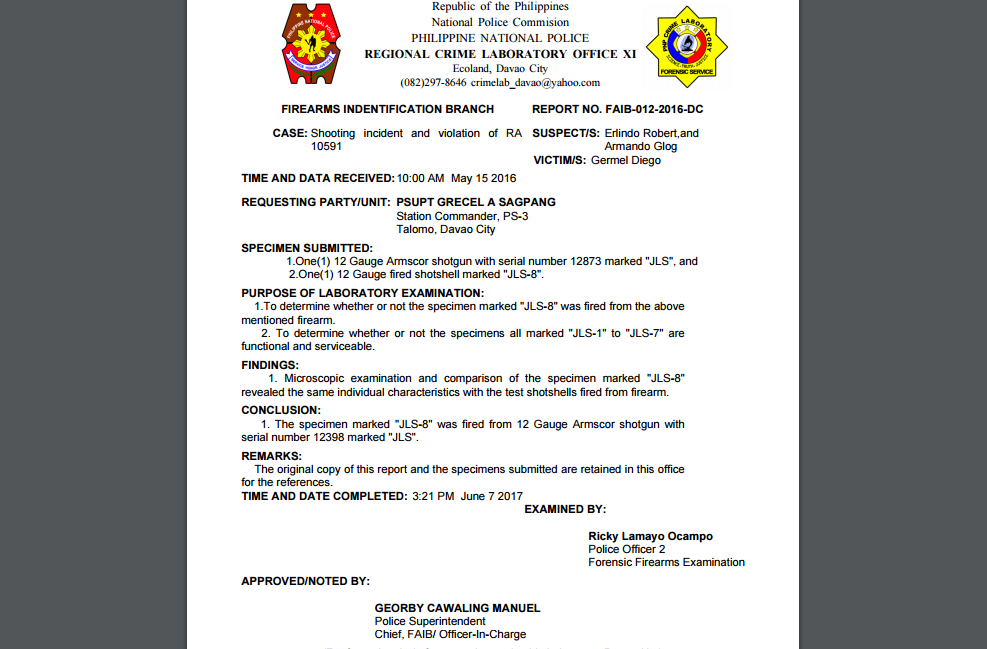 Republic of the Philippines
National Police Commision
PHILIPPINE NATIONAL POLICE
REGIONAL CRIME LABORATORY OFFICE XI
Ecoland, Davao City
(082)297-8646 crimelab_davao@yahoo.com
PHILIPPINE NATIONAL POLICE
SERVICE HONOR JUSTICE
PNP CRIME LABORATORY
FORENSIC SERVICE
FIREARMS INDENTIFICATION BRANCH REPORT NO. FAIB-012-2016-DC
CASE: Shooting incident and violation of RA 10591
SUSPECT/S: Erlindo Robert,and
Armando Glog
VICTIM/S: Germel Diego
TIME AND DATA RECEIVED: 10:00 AM May 15 2016
REQUESTING PARTY/UNIT: PSUPT GRECEL A SAGPANG
Station Commander, PS-3
Talomo, Davao City
SPECIMEN SUBMITTED:
1.One(1) 12 Gauge Armscor shotgun with serial number 12873 marked "JLS", and
2.One(1) 12 Gauge fired shotshell marked "JLS-8".
PURPOSE OF LABORATORY EXAMINATION:
1.To determine whether or not the specimen marked "JLS-8" was fired from the above
mentioned firearm.
2. To determine whether or not the specimens all marked "JLS-1" to "JLS-7" are
functional and serviceable.
FINDINGS:
1. Microscopic examination and comparison of the specimen marked "JLS-8"
revealed the same individual characteristics with the test shotshells fired from firearm.
CONCLUSION:
1. The specimen marked "JLS-8" was fired from 12 Gauge Armscor shotgun with
serial number 12398 marked "JLS".
REMARKS:
The original copy of this report and the specimens submitted are retained in this office
for the references.
TIME AND DATE COMPLETED: 3:21 PM June 7 2017
EXAMINED BY:
Ricky Lamayo Ocampo
Police Officer 2
Forensic Firearms Examination
APPROVED/NOTED BY:
GEORBY CAWALING MANUEL
Police Superintendent
Chief, FAIB/ Officer-In-Charge